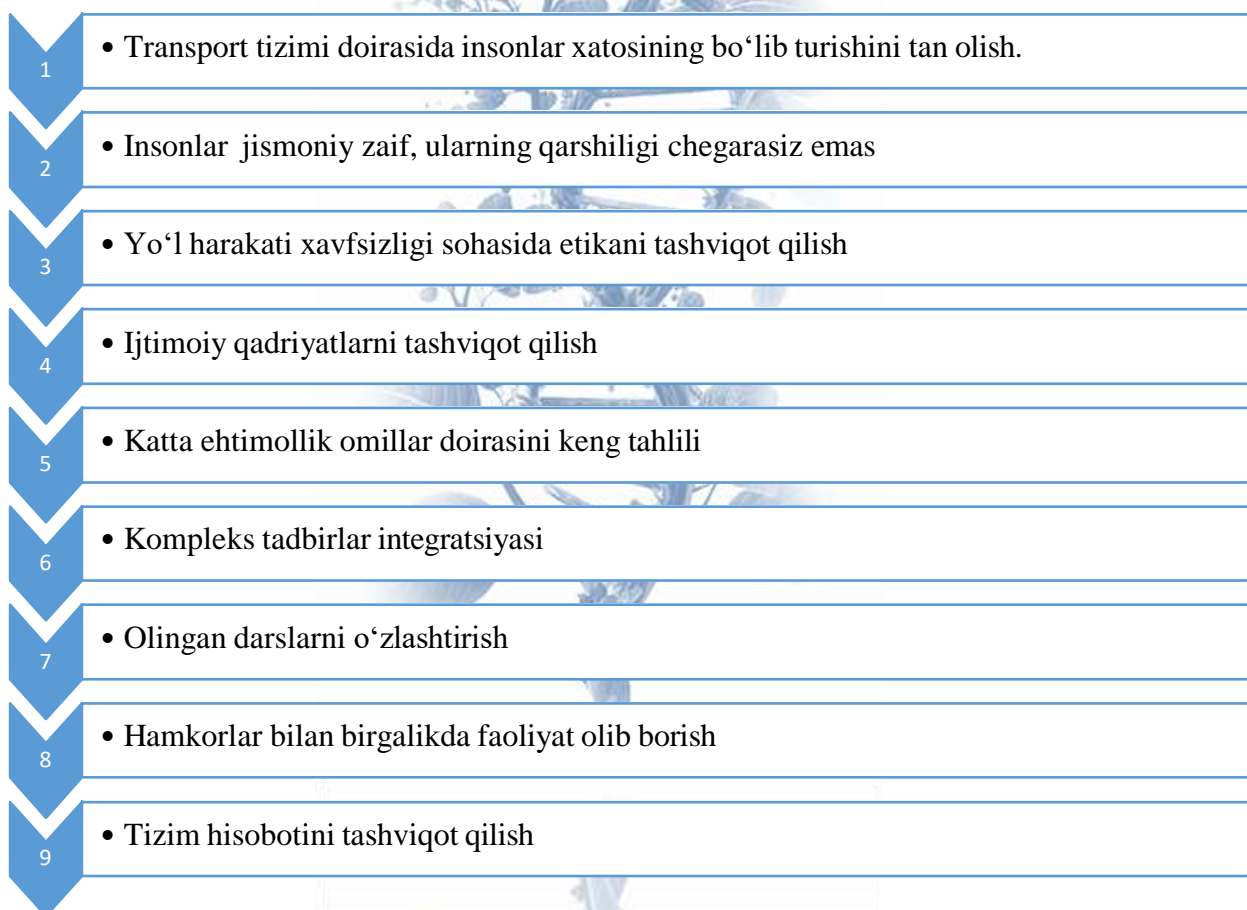 1
• Transport tizimi doirasida insonlar xatosining bo‘lib turishini tan olish.
2
• Insonlar jismoniy zaif, ularning qarshiligi chegarasiz emas
3
• Yo‘l harakati xavfsizligi sohasida etikani tashviqot qilish
4
• Ijtimoiy qadriyatlarni tashviqot qilish
5
• Katta ehtimollik omillar doirasini keng tahlili
6
• Kompleks tadbirlar integratsiyasi
7
• Olingan darslarni o‘zlashtirish
8
• Hamkorlar bilan birgalikda faoliyat olib borish
9
• Tizim hisobotini tashviqot qilish